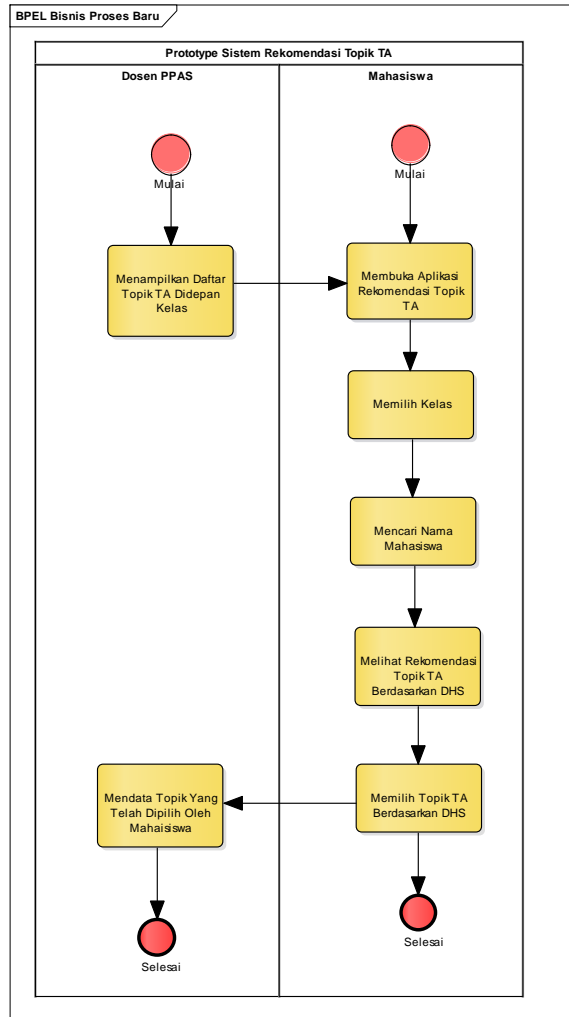 BPEL Bisnis Proses Baru
Prototype Sistem Rekomendasi Topik TA
Dosen PPAS
Mahasiswa
Mulai
Mulai
Menampilkan Daftar
Topik TA Didepan
Kelas
Membuka Aplikasi
Rekomendasi Topik
TA
Memilih Kelas
Mencari Nama
Mahasiswa
Melihat Rekomendasi
Topik TA
Berdasarkan DHS
Memilih Topik TA
Berdasarkan DHS
Mendata Topik Yang
Telah Dipilih Oleh
Mahaisiswa
Selesai
Selesai